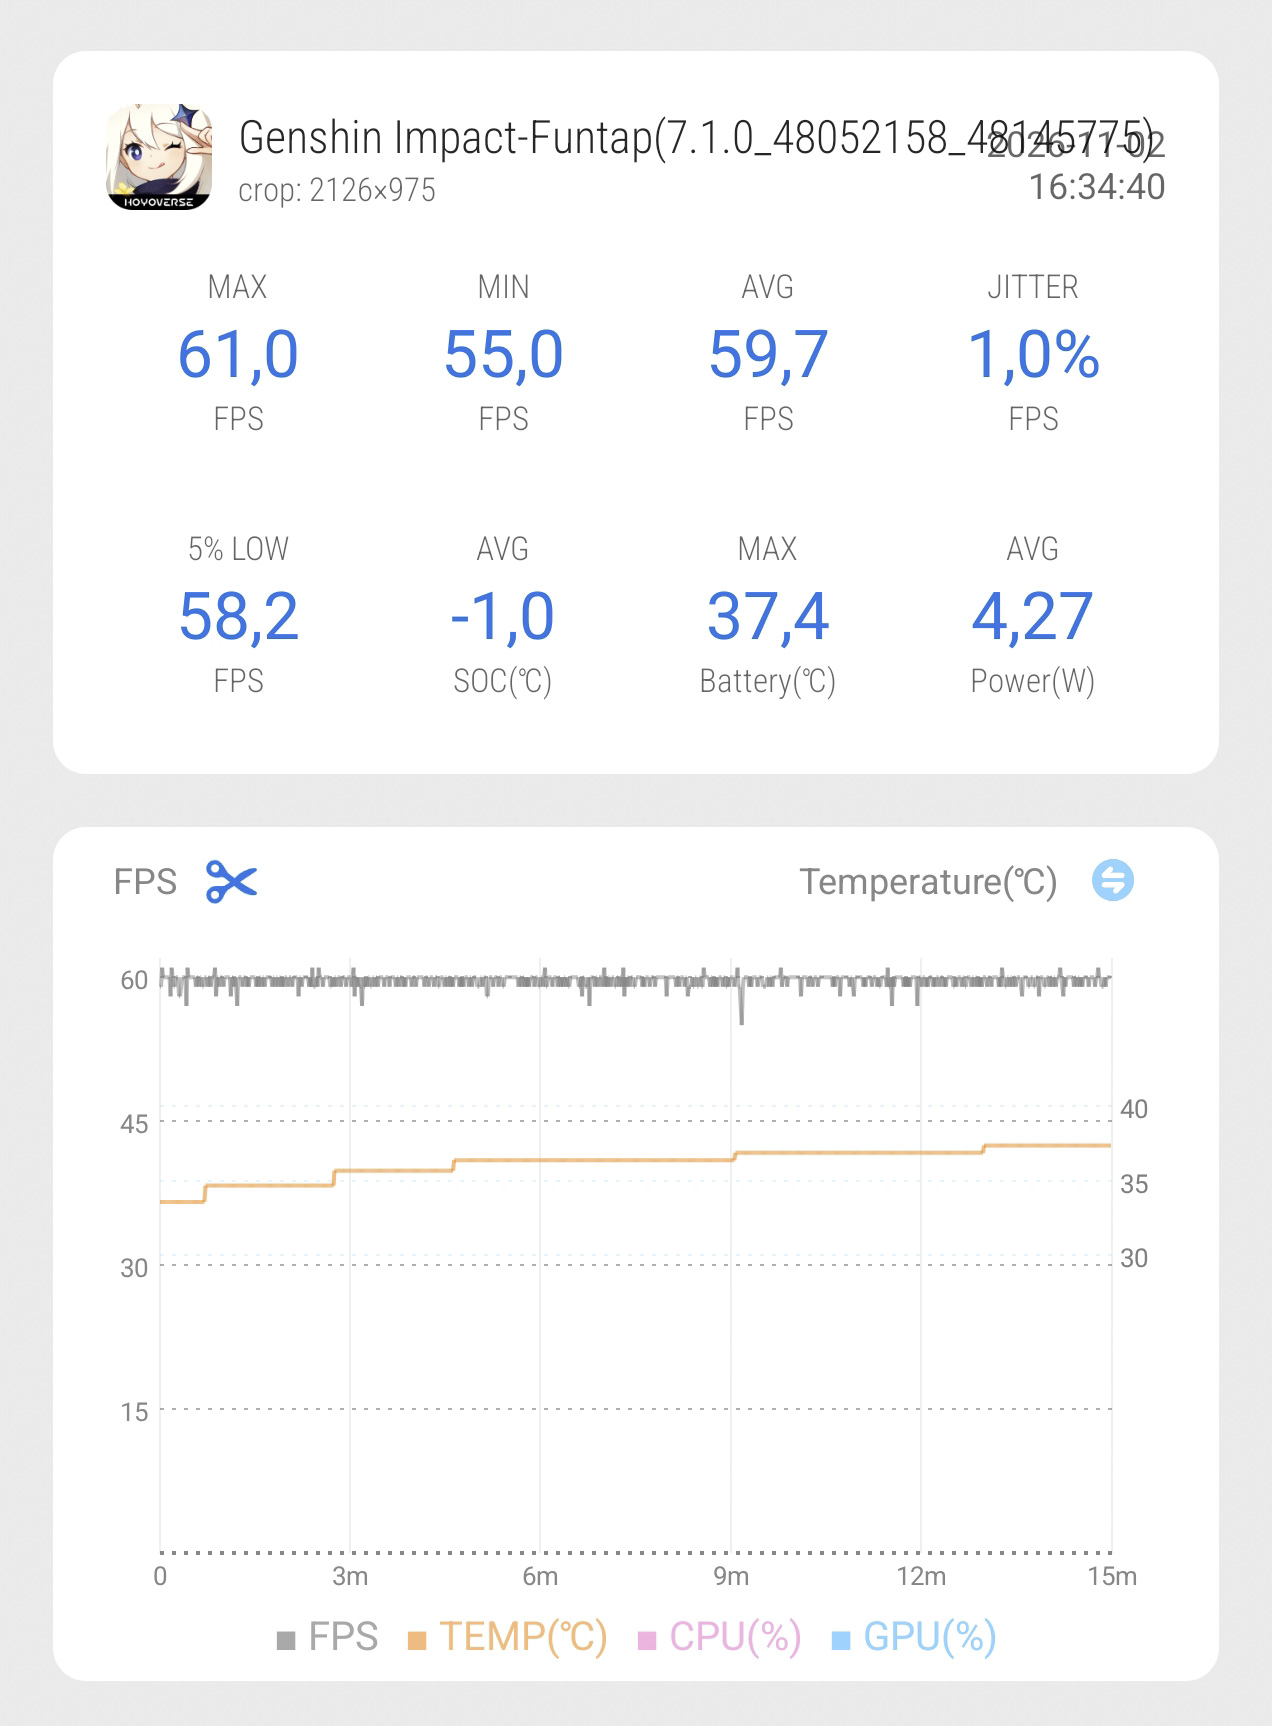 Genshin Impact-Funtap(7.1.0_48052158_48145775)
2026-11-02
crop: 2126×975
16:34:40
HOYOVERSE
MAX MIN AVG JITTER
61,0 55,0 59,7 1,0%
FPS FPS FPS FPS
5% LOW AVG MAX AVG
58,2 -1,0 37,4 4,27
FPS SOC(℃) Battery(℃) Power(W)
FPS Temperature(℃)
60
45 40
35
30 30
15
0 3m 6m 9m 12m 15m
FPS TEMP(℃) CPU(%) GPU(%)